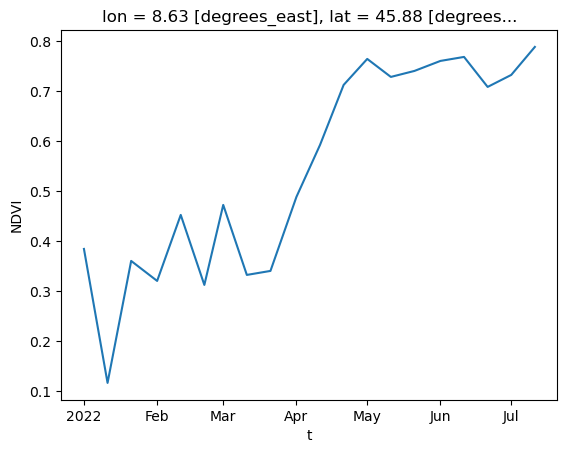 lon = 8.63 [degrees_east], lat = 45.88 [degrees...
0.8
0.7
0.6
0.5
0.4
0.3
0.2
0.1
NDVI
2022 Feb Mar Apr May Jun Jul
t